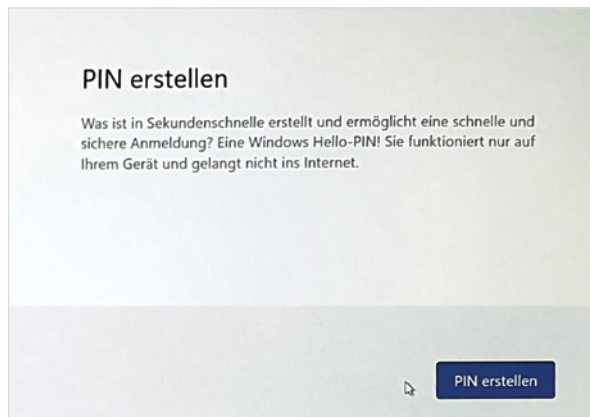 PIN erstellen
Was ist in Sekundenschnelle erstellt und ermöglicht eine schnelle und
sichere Anmeldung? Eine Windows Hello-PIN! Sie funktioniert nur auf
Ihrem Gerät und gelangt nicht ins Internet.
PIN erstellen